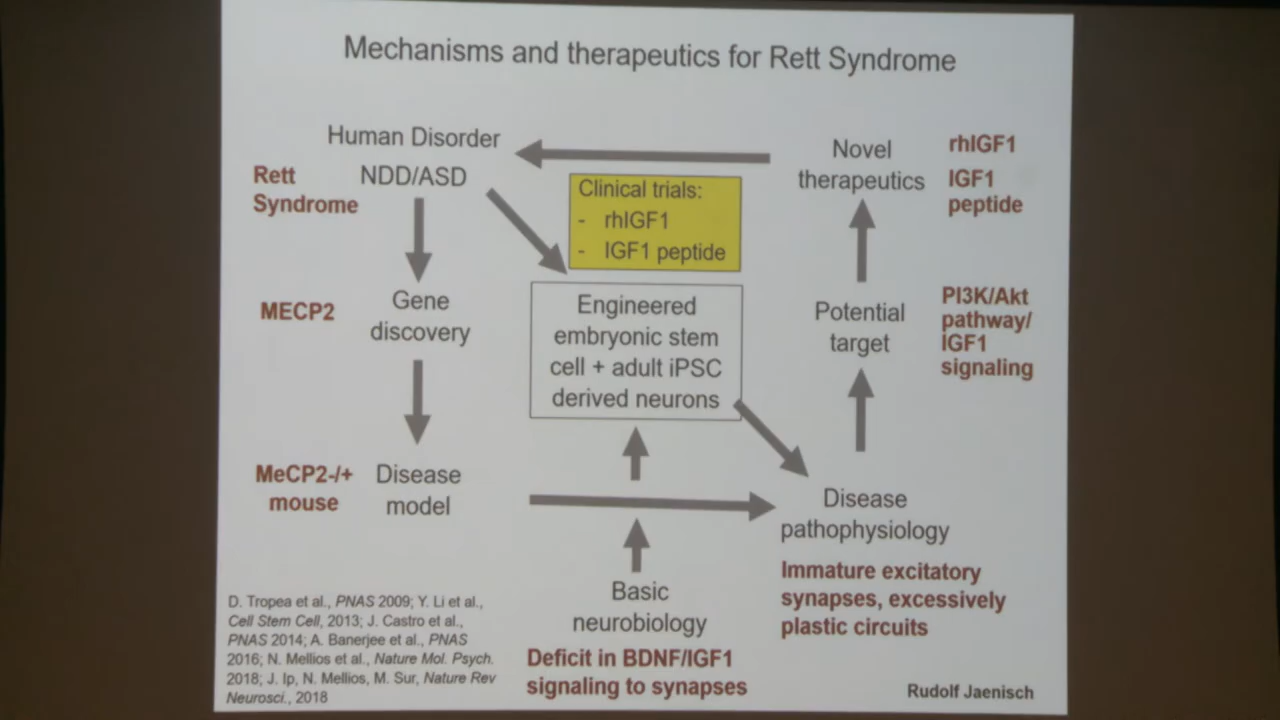 Mechanisms and therapeutics for Rett Syndrome
Human Disorder
NDD/ASD
Rett
Syndrome
Clinical trials:
- rhIGF1
- IGF1 peptide
Novel
therapeutics
rhIGF1
IGF1
peptide
MECP2
Gene
discovery
Engineered
embryonic stem
cell + adult iPSC
derived neurons
Potential
target
PI3K/Akt
pathway/
IGF1
signaling
MeCP2-/+
mouse
Disease
model
Disease
pathophysiology
Immature excitatory
synapses, excessively
plastic circuits
Basic
neurobiology
Deficit in BDNF/IGF1
signaling to synapses
D. Tropea et al., PNAS 2009; Y. Li et al.,
Cell Stem Cell, 2013; J. Castro et al.,
PNAS 2014; A. Banerjee et al., PNAS
2016; N. Mellios et al., Nature Mol. Psych.
2018; J. Ip, N. Mellios, M. Sur, Nature Rev
Neurosci., 2018
Rudolf Jaenisch